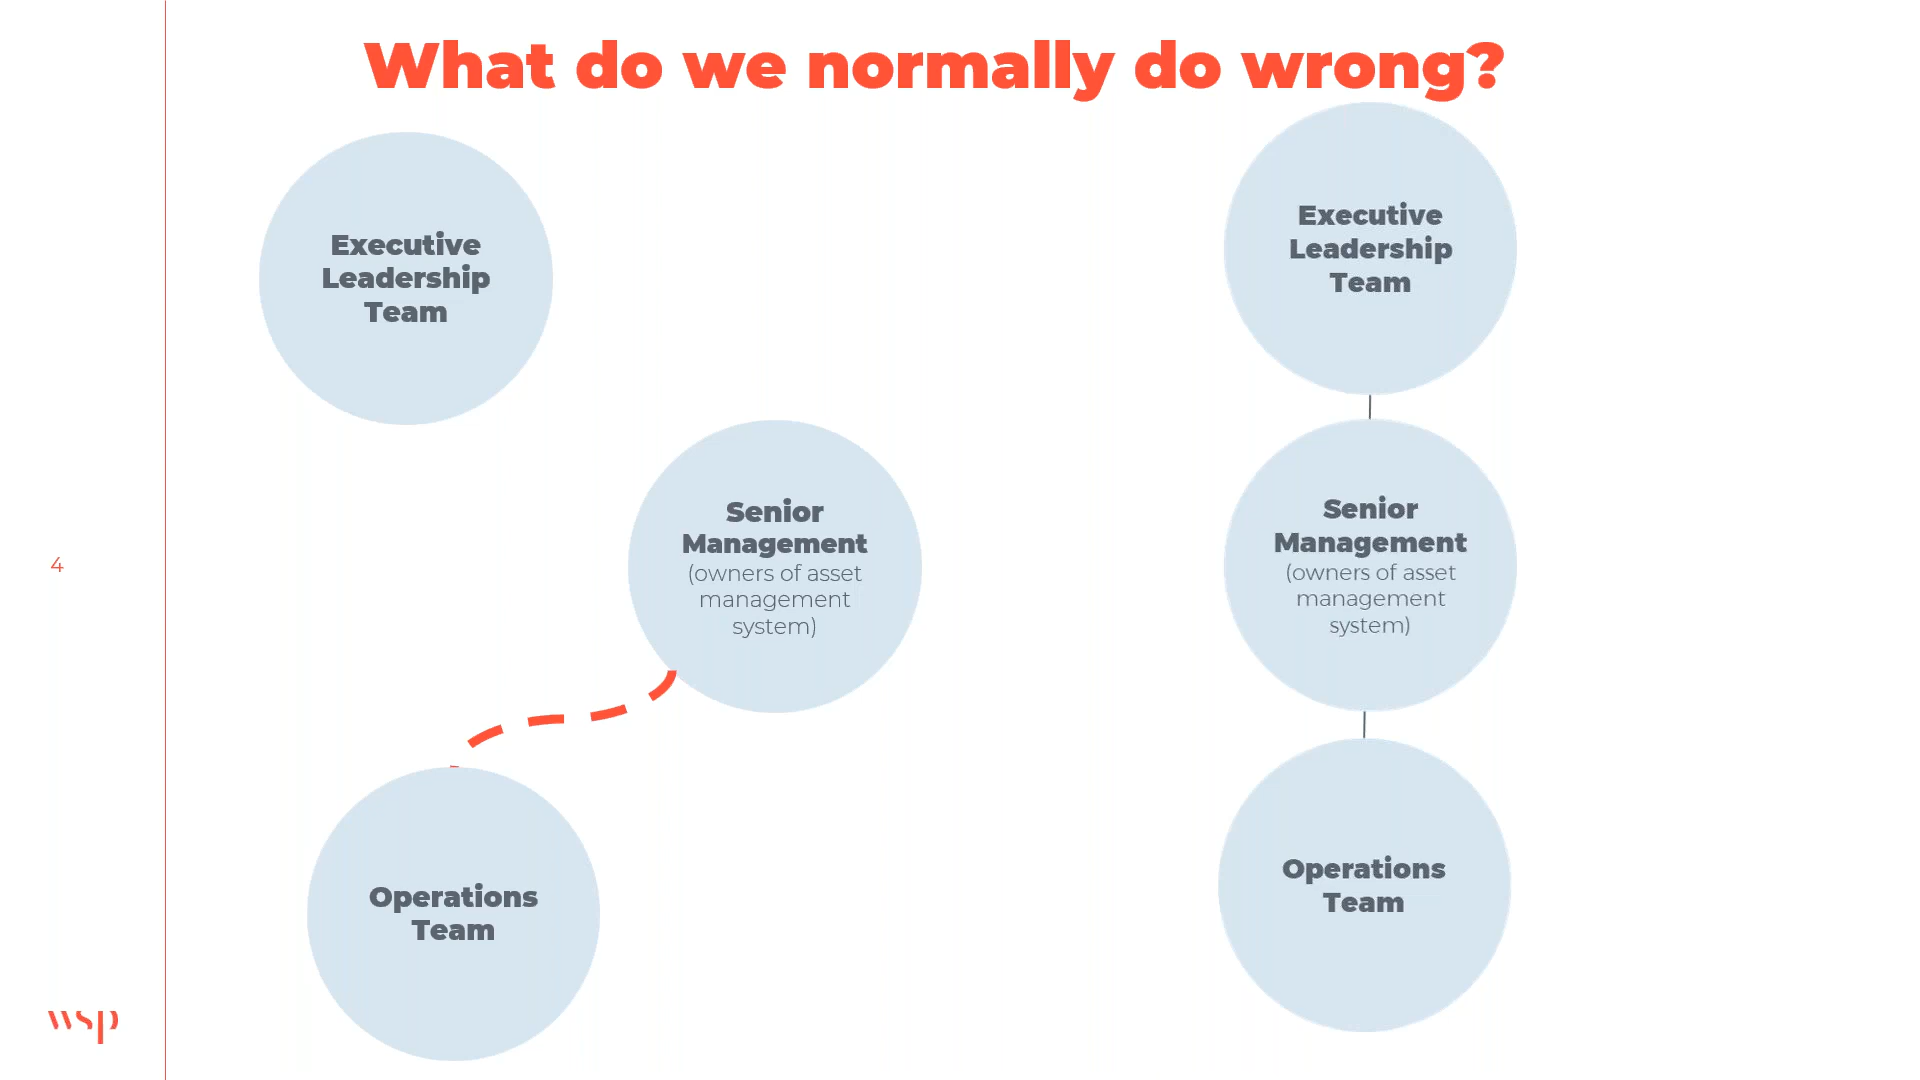 What do we normally do wrong?
Executive
Leadership
Team
Senior
Management
(owners of asset
management
system)
Operations
Team
Executive
Leadership
Team
Senior
Management
(owners of asset
management
system)
Operations
Team
4
wsp